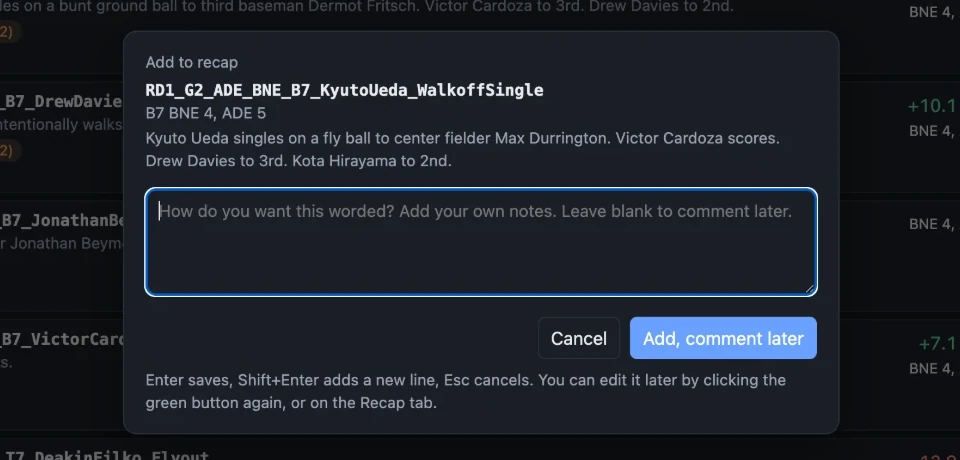 les on a bunt ground ball to third baseman Dermot Fritsch. Victor Cardoza to 3rd. Drew Davies to 2nd.
BNE 4,
2)
Add to recap
RD1_G2_ADE_BNE_B7_KyutoUeda_WalkoffSingle
B7 BNE 4, ADE 5
Kyuto Ueda singles on a fly ball to center fielder Max Durrington. Victor Cardoza scores.
Drew Davies to 3rd. Kota Hirayama to 2nd.
_B7_DrewDavie
+10.1
ntentionally walks
BNE 4,
2)
How do you want this worded? Add your own notes. Leave blank to comment later.
_B7_JonathanBe
BNE 4,
r Jonathan Beym
Cancel
Add, comment later
_B7_VictorCard
+7.1
s.
BNE 4,
Enter saves, Shift+Enter adds a new line, Esc cancels. You can edit it later by clicking the
green button again, or on the Recap tab.
_T7_DeakinFilko_Flyout